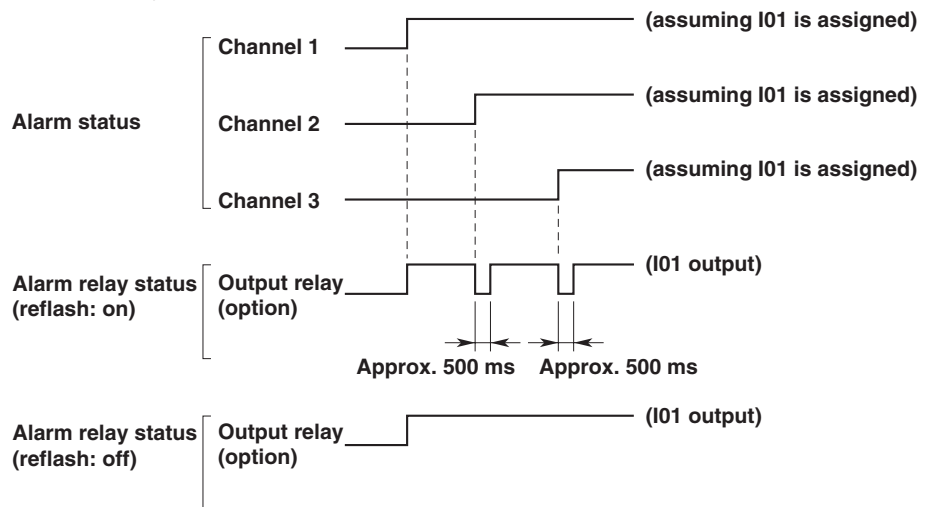 (assuming I01 is assigned)
Channel 1
(assuming I01 is assigned)
Alarm status
Channel 2
(assuming I01 is assigned)
Channel 3
Alarm relay status
(reflash: on)
Output relay
(option)
(I01 output)
Approx. 500 ms
Approx. 500 ms
Alarm relay status
(reflash: off)
Output relay
(option)
(I01 output)